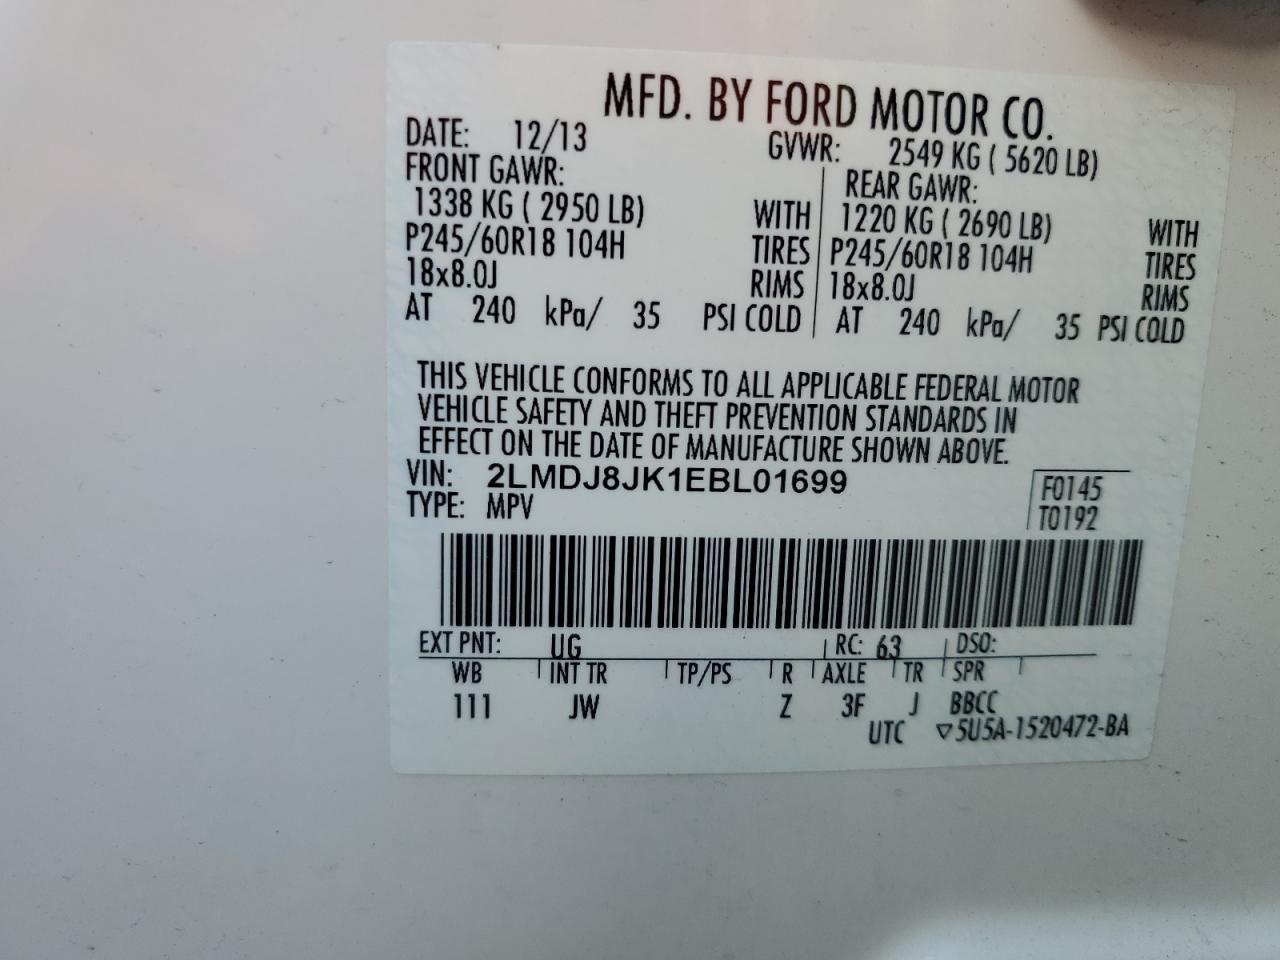 MFD. BY FORD MOTOR CO.
DATE: 12/13 GVWR: 2549 KG ( 5620 LB)
FRONT GAWR: REAR GAWR:
1338 KG ( 2950 LB) WITH 1220 KG ( 2690 LB) WITH
P245/60R18 104H TIRES P245/60R18 104H TIRES
18x8.0J RIMS 18x8.0J RIMS
AT 240 kPa/ 35 PSI COLD AT 240 kPa/ 35 PSI COLD
THIS VEHICLE CONFORMS TO ALL APPLICABLE FEDERAL MOTOR
VEHICLE SAFETY AND THEFT PREVENTION STANDARDS IN
EFFECT ON THE DATE OF MANUFACTURE SHOWN ABOVE.
VIN: 2LMDJ8JK1EBL01699 F0145
TYPE: MPV T0192
EXT PNT: UG RC: 63 DSO:
WB INT TR TP/PS R AXLE TR SPR
111 JW Z 3F J BBCC
UTC ▽5U5A-1520472-BA